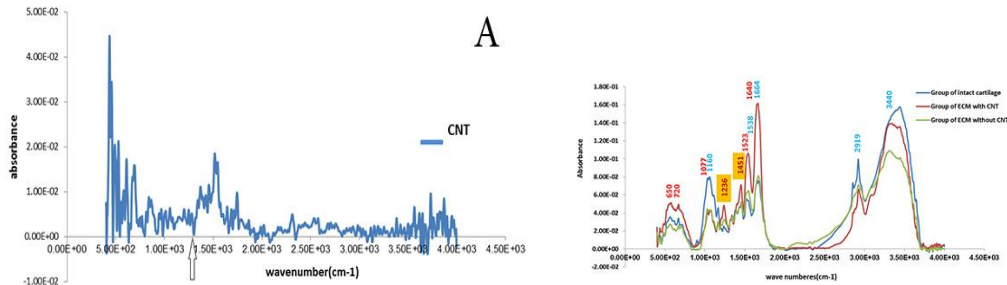 A
5.00E-02
4.00E-02
3.00E-02
2.00E-02
1.00E-02
0.00E+00
-1.00E-02
absorbance
CNT
0.00E+00 5.00E+02 1.00E+03 1.50E+03 2.00E+03 2.50E+03 3.00E+03 3.50E+03 4.00E+03 4.50E+03
wavenumber(cm-1)
1.80E-01
1.60E-01
1.40E-01
1.20E-01
1.00E-01
8.00E-02
6.00E-02
4.00E-02
2.00E-02
0.00E+00
-2.00E-02
Absorbance
650
720
1077
1160
1236
1451
1523
1538
1640
1664
2919
3440
Group of intact cartilage
Group of ECM with CNT
Group of ECM without CNT
0.00E+00 5.00E+02 1.00E+03 1.50E+03 2.00E+03 2.50E+03 3.00E+03 3.50E+03 4.00E+03 4.50E+03
wave numberes(cm-1)